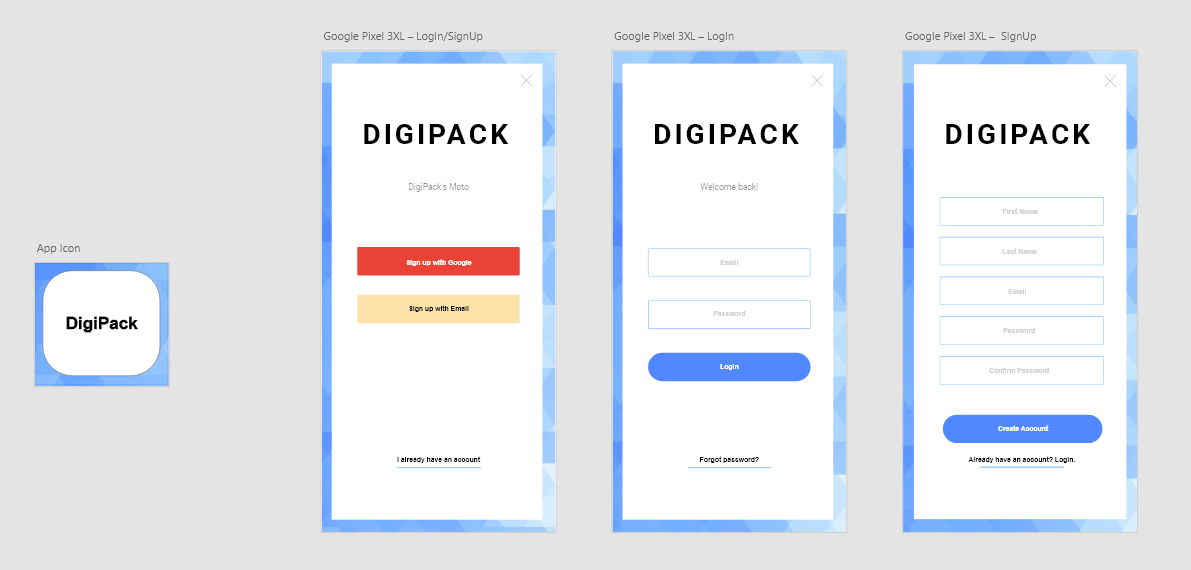 Google Pixel 3XL – LogIn/SignUp
DIGIPACK
DigiPack's Moto
Sign up with Google
Sign up with Email
I already have an account
Google Pixel 3XL – LogIn
DIGIPACK
Welcome back!
Email
Password
Login
Forgot password?
Google Pixel 3XL – SignUp
DIGIPACK
First Name
Last Name
Email
Password
Confirm Password
Create Account
Already have an account? Login.
App Icon
DigiPack